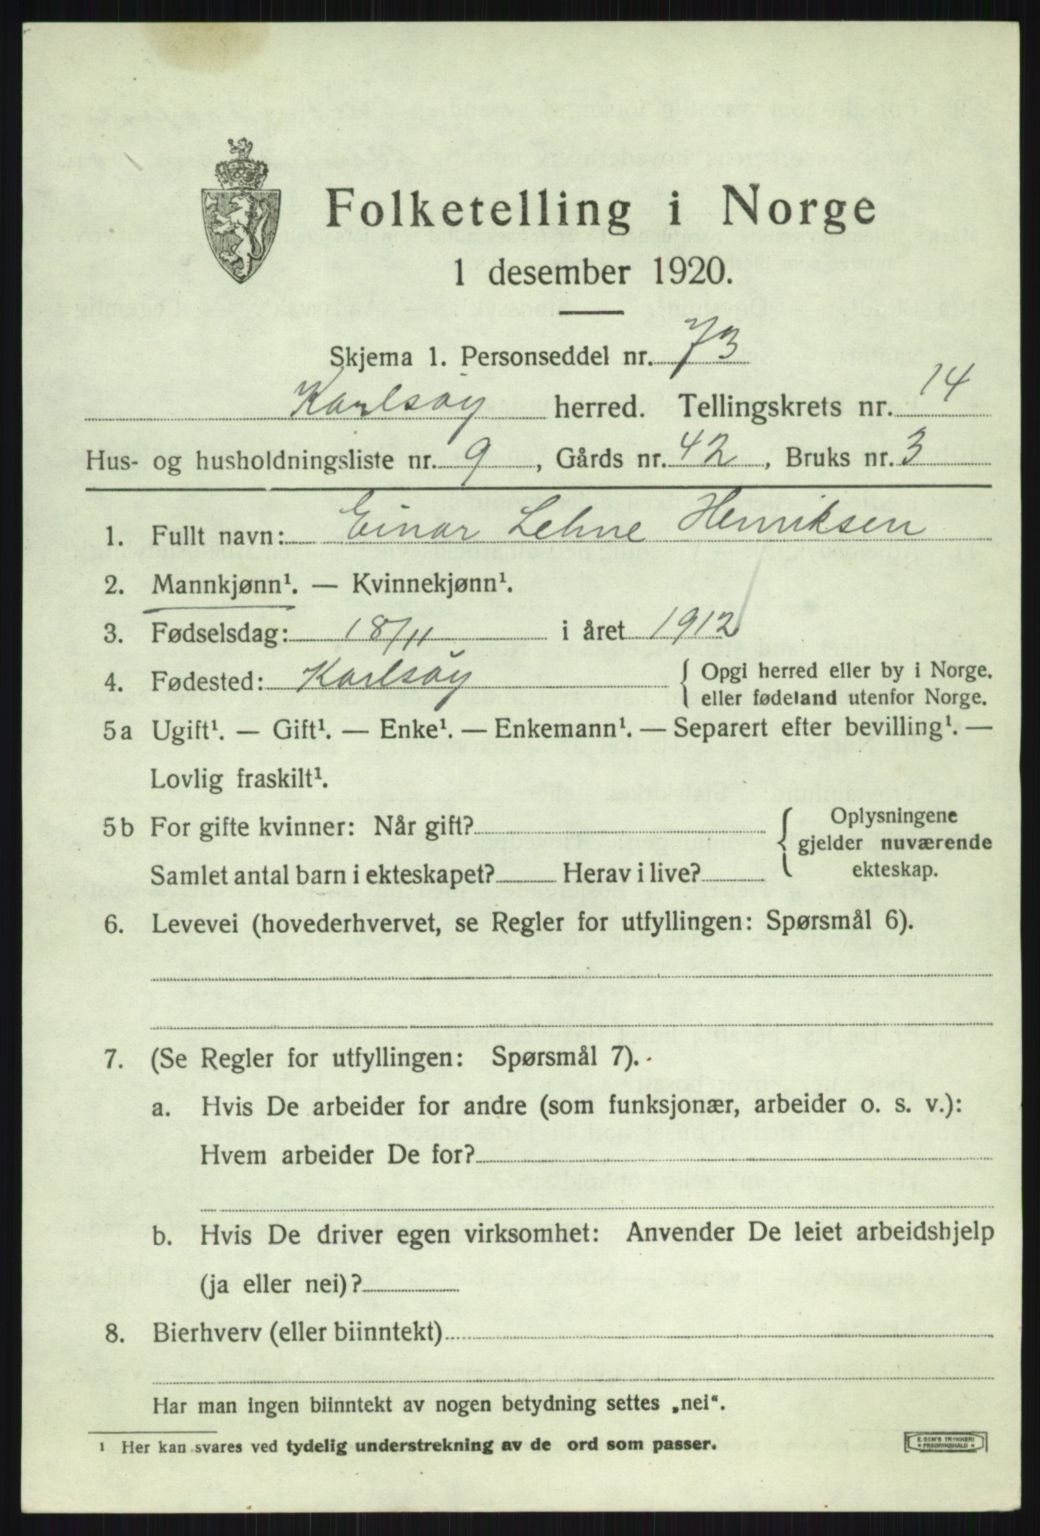 Folketelling i Norge
1 desember 1920.
Skjema 1. Personseddel nr. 73
Karlsøy herred. Tellingskrets nr. 14
Hus- og husholdningsliste nr. 9, Gårds nr. 42, Bruks nr. 3
1. Fullt navn: Einar Lehne Henriksen
2. Mannkjønn¹. — Kvinnekjønn¹.
3. Fødselsdag: 18/11 i året 1912
4. Fødested: Karlsøy { Opgi herred eller by i Norge.
eller fødeland utenfor Norge.
5a Ugift¹. — Gift¹. — Enke¹. — Enkemann¹. — Separert efter bevilling¹. —
Lovlig fraskilt¹.
5b For gifte kvinner: Når gift? { Oplysningene
gjelder nuværende
Samlet antal barn i ekteskapet? Herav i live? ekteskap.
6. Levevei (hovederhvervet, se Regler for utfyllingen: Spørsmål 6).
7. (Se Regler for utfyllingen: Spørsmål 7).
a. Hvis De arbeider for andre (som funksjonær, arbeider o. s. v.):
Hvem arbeider De for?
b. Hvis De driver egen virksomhet: Anvender De leiet arbeidshjelp
(ja eller nei)?
8. Bierhverv (eller biinntekt)
Har man ingen biinntekt av nogen betydning settes „nei".
¹ Her kan svares ved tydelig understrekning av de ord som passer.
E. SEM'S TRYKKERI
FREDRIKSHALD